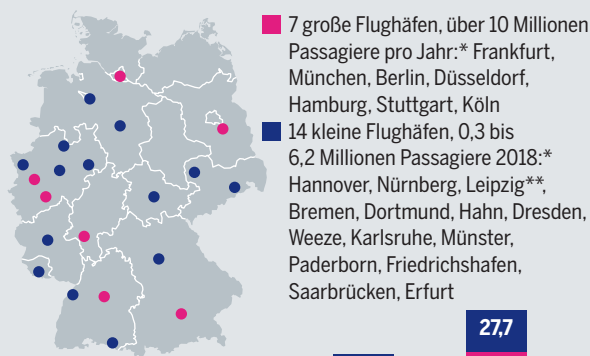 7 große Flughäfen, über 10 Millionen
Passagiere pro Jahr:* Frankfurt,
München, Berlin, Düsseldorf,
Hamburg, Stuttgart, Köln
14 kleine Flughäfen, 0,3 bis
6,2 Millionen Passagiere 2018:*
Hannover, Nürnberg, Leipzig**,
Bremen, Dortmund, Hahn, Dresden,
Weeze, Karlsruhe, Münster,
Paderborn, Friedrichshafen,
Saarbrücken, Erfurt
27,7